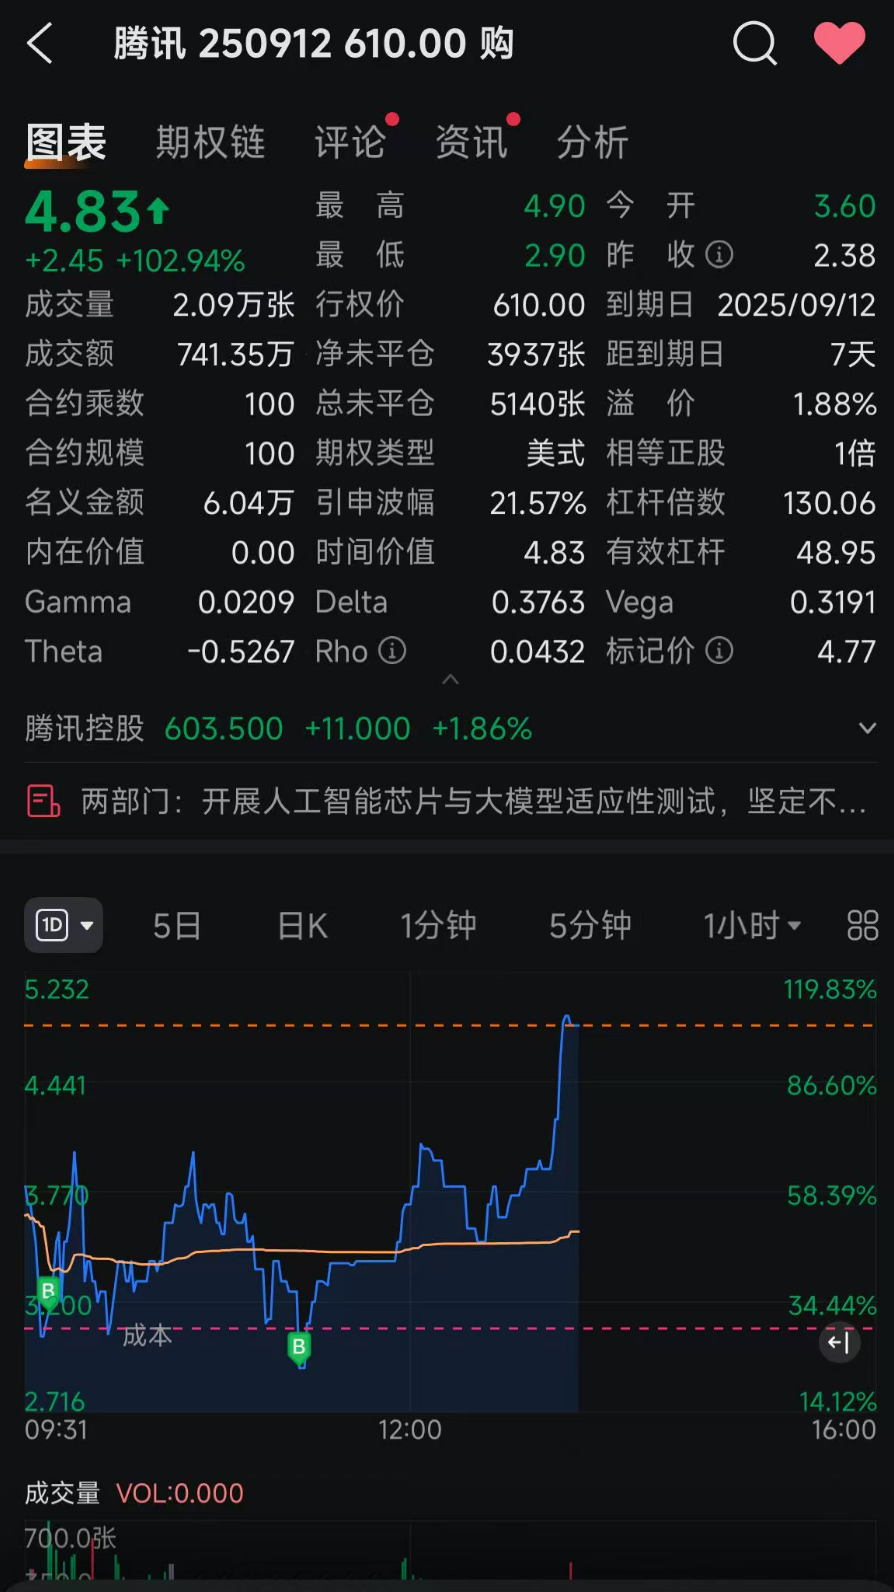 腾讯 250912 610.00 购
图表 期权链 评论 资讯 分析
4.83 最高 4.90 今开 3.60
+2.45 +102.94% 最低 2.90 昨收 2.38
成交量 2.09万张 行权价 610.00 到期日 2025/09/12
成交额 741.35万 净未平仓 3937张 距到期日 7天
合约乘数 100 总未平仓 5140张 溢价 1.88%
合约规模 100 期权类型 美式 相等正股 1倍
名义金额 6.04万 引申波幅 21.57% 杠杆倍数 130.06
内在价值 0.00 时间价值 4.83 有效杠杆 48.95
Gamma 0.0209 Delta 0.3763 Vega 0.3191
Theta -0.5267 Rho 0.0432 标记价 4.77
腾讯控股 603.500 +11.000 +1.86%
两部门：开展人工智能芯片与大模型适应性测试，坚定不...
1D 5日 日K 1分钟 5分钟 1小时
5.232 119.83%
4.441 86.60%
3.770 58.39%
B
3.200 34.44%
成本
B
2.716 14.12%
09:31 12:00 16:00
成交量 VOL:0.000
700.0张